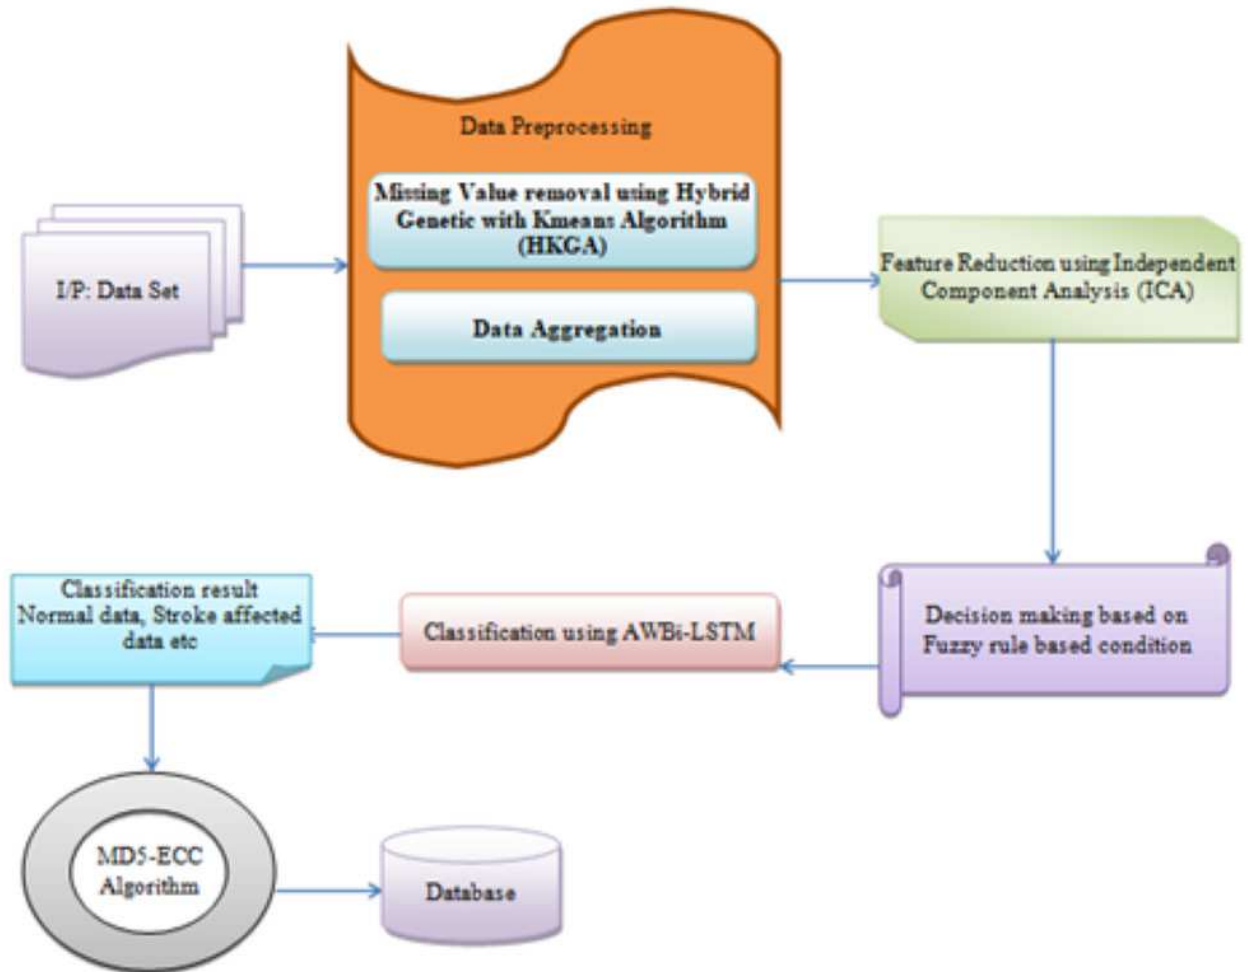 Data Preprocessing
Missing Value removal using Hybrid
Genetic with Kmeans Algorithm
(HKGA)
Data Aggregation
I/P: Data Set
Feature Reduction using Independent
Component Analysis (ICA)
Decision making based on
Fuzzy rule based condition
Classification using AWBi-LSTM
Classification result
Normal data, Stroke affected
data etc
MD5-ECC
Algorithm
Database